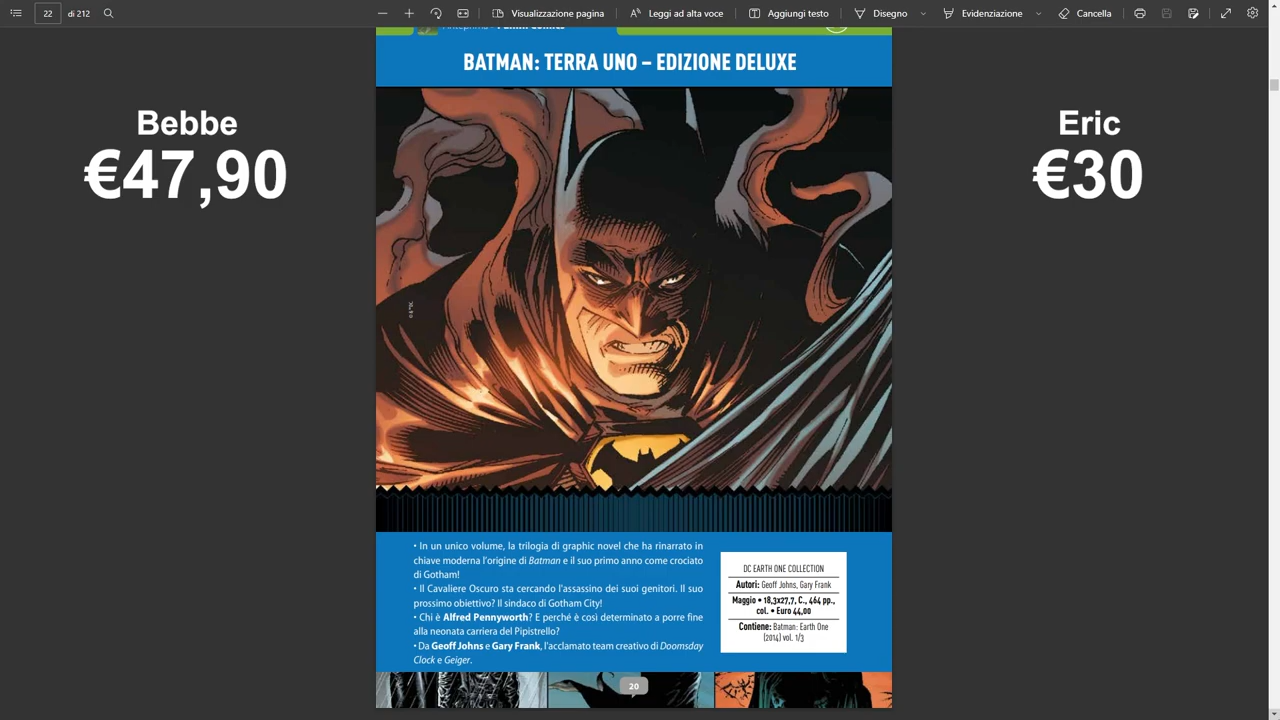 22 di 212 Visualizzazione pagina Leggi ad alta voce Aggiungi testo Disegno Evidenziazione Cancella
BATMAN: TERRA UNO – EDIZIONE DELUXE
Bebbe
€47,90
Eric
€30
• In un unico volume, la trilogia di graphic novel che ha rinarrato in
chiave moderna l'origine di Batman e il suo primo anno come crociato
di Gotham!
• Il Cavaliere Oscuro sta cercando l'assassino dei suoi genitori. Il suo
prossimo obiettivo? Il sindaco di Gotham City!
• Chi è Alfred Pennyworth? E perché è così determinato a porre fine
alla neonata carriera del Pipistrello?
• Da Geoff Johns e Gary Frank, l'acclamato team creativo di Doomsday
Clock e Geiger.
DC EARTH ONE COLLECTION
Autori: Geoff Johns, Gary Frank
Maggio • 18,3x27,7, C., 464 pp.,
col. • Euro 44,00
Contiene: Batman: Earth One
(2014) vol. 1/3
20